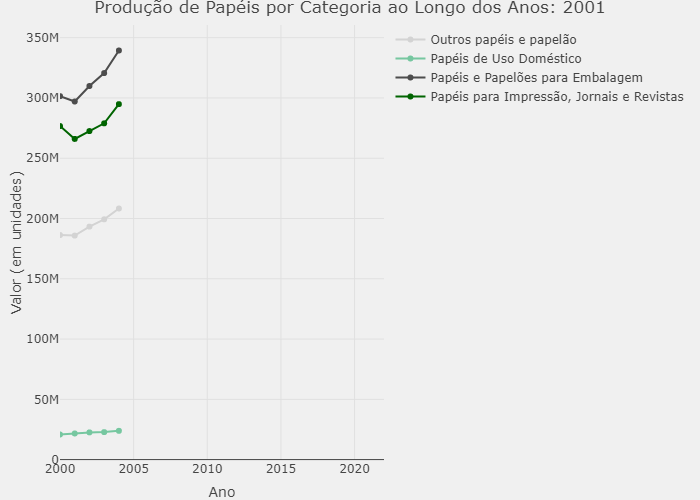 Produção de Papéis por Categoria ao Longo dos Anos: 2001
350M
300M
250M
200M
150M
100M
50M
0
Valor (em unidades)
2000 2005 2010 2015 2020
Ano
Outros papéis e papelão
Papéis de Uso Doméstico
Papéis e Papelões para Embalagem
Papéis para Impressão, Jornais e Revistas